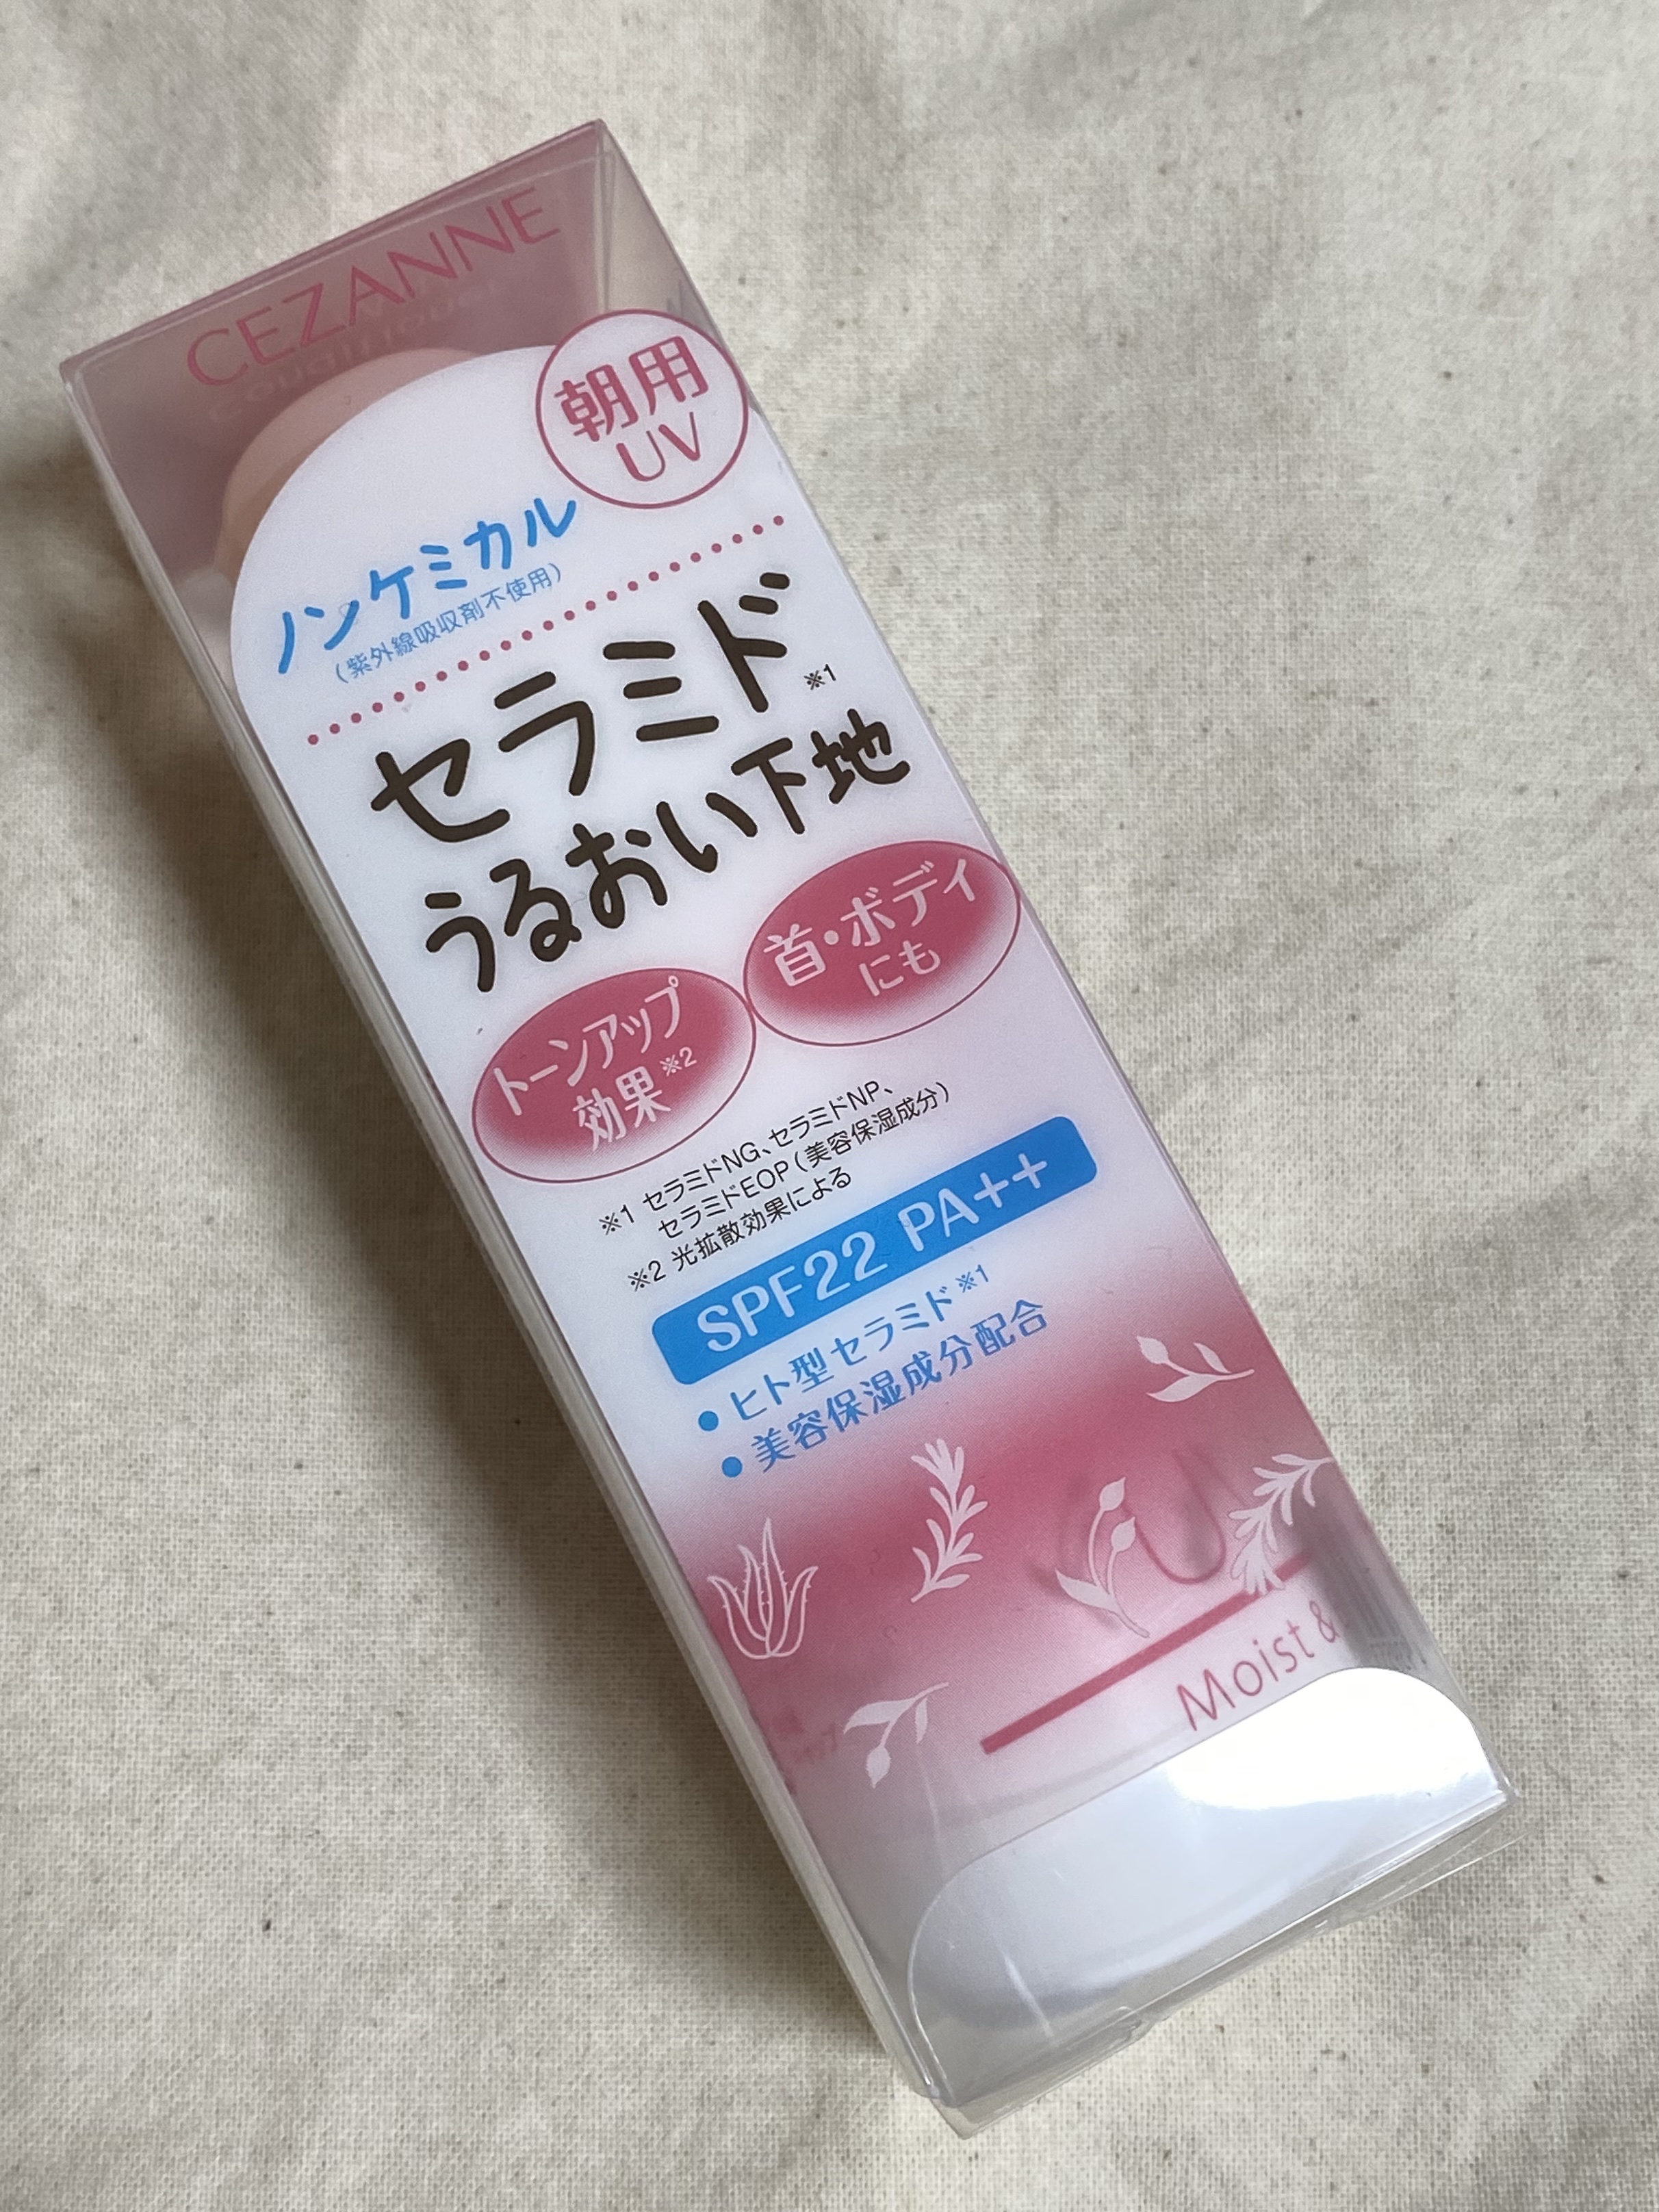 CEZANNE
朝用
UV
ノンケミカル
(紫外線吸収剤不使用)
セラミド※1
うるおい下地
トーンアップ
効果※2
首・ボディ
にも
※1 セラミドNG、セラミドNP、
セラミドEOP(美容保湿成分)
※2 光拡散効果による
SPF22 PA++
● ヒト型セラミド※1
● 美容保湿成分配合
Moist &